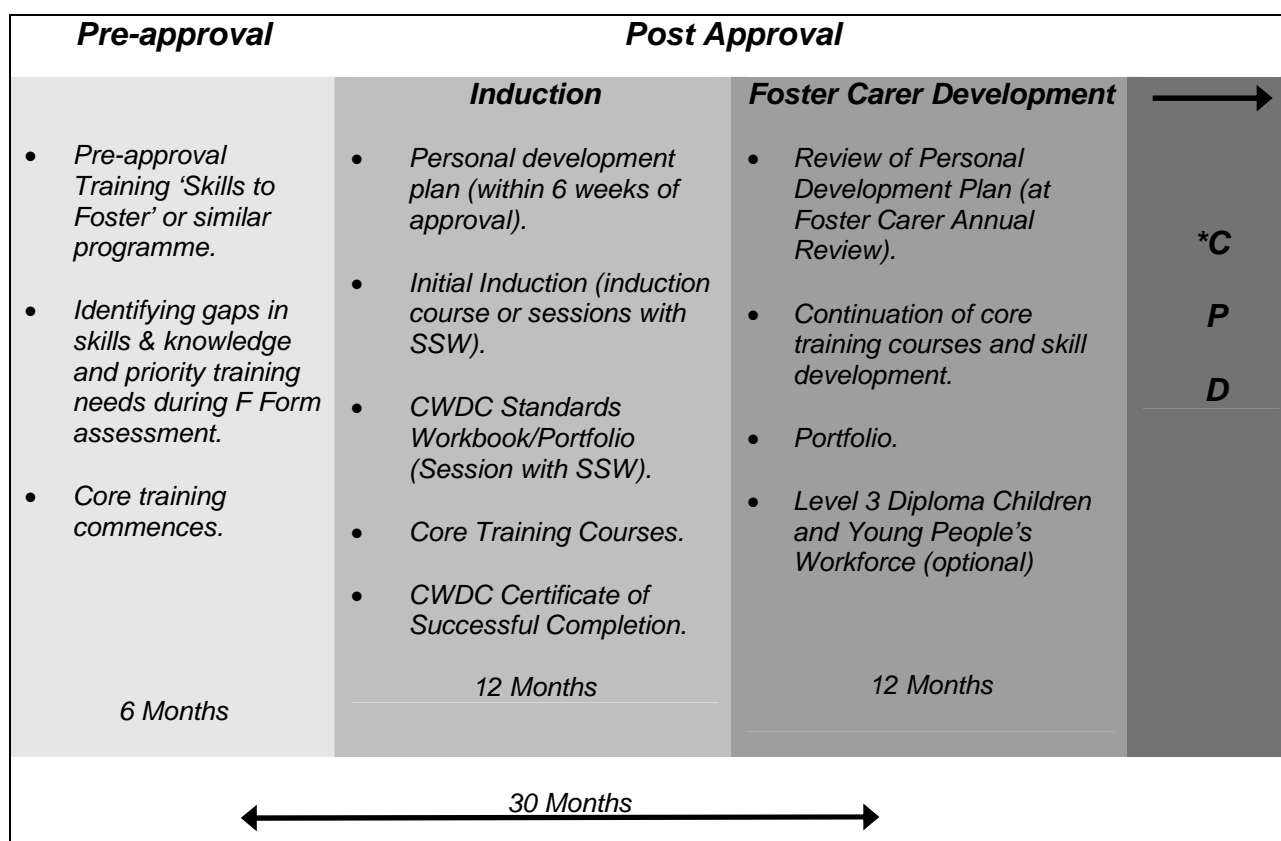 Pre-approval
Post Approval
• Pre-approval
Training ‘Skills to
Foster’ or similar
programme.
• Identifying gaps in
skills & knowledge
and priority training
needs during F Form
assessment.
• Core training
commences.
6 Months
Induction
• Personal development
plan (within 6 weeks of
approval).
• Initial Induction (induction
course or sessions with
SSW).
• CWDC Standards
Workbook/Portfolio
(Session with SSW).
• Core Training Courses.
• CWDC Certificate of
Successful Completion.
12 Months
Foster Carer Development
• Review of Personal
Development Plan (at
Foster Carer Annual
Review).
• Continuation of core
training courses and skill
development.
• Portfolio.
• Level 3 Diploma Children
and Young People’s
Workforce (optional)
12 Months
*C
P
D
30 Months